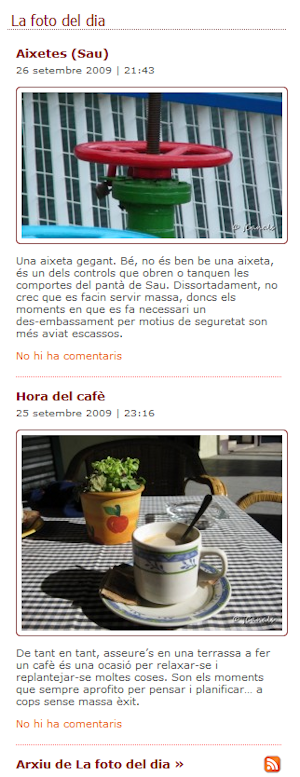 La foto del dia
Aixetes (Sau)
26 setembre 2009 | 21:43
Una aixeta gegant. Bé, no és ben be una aixeta,
és un dels controls que obren o tanquen les
comportes del pantà de Sau. Dissortadament, no
crec que es facin servir massa, doncs els
moments en que es fa necessari un
des-embassament per motius de seguretat son
més aviat escassos.
No hi ha comentaris
Hora del cafè
25 setembre 2009 | 23:16
De tant en tant, asseure's en una terrassa a fer
un cafè és una ocasió per relaxar-se i
replantejar-se moltes coses. Son els moments
que sempre aprofito per pensar i planificar... a
cops sense massa èxit.
No hi ha comentaris
Arxiu de La foto del dia »